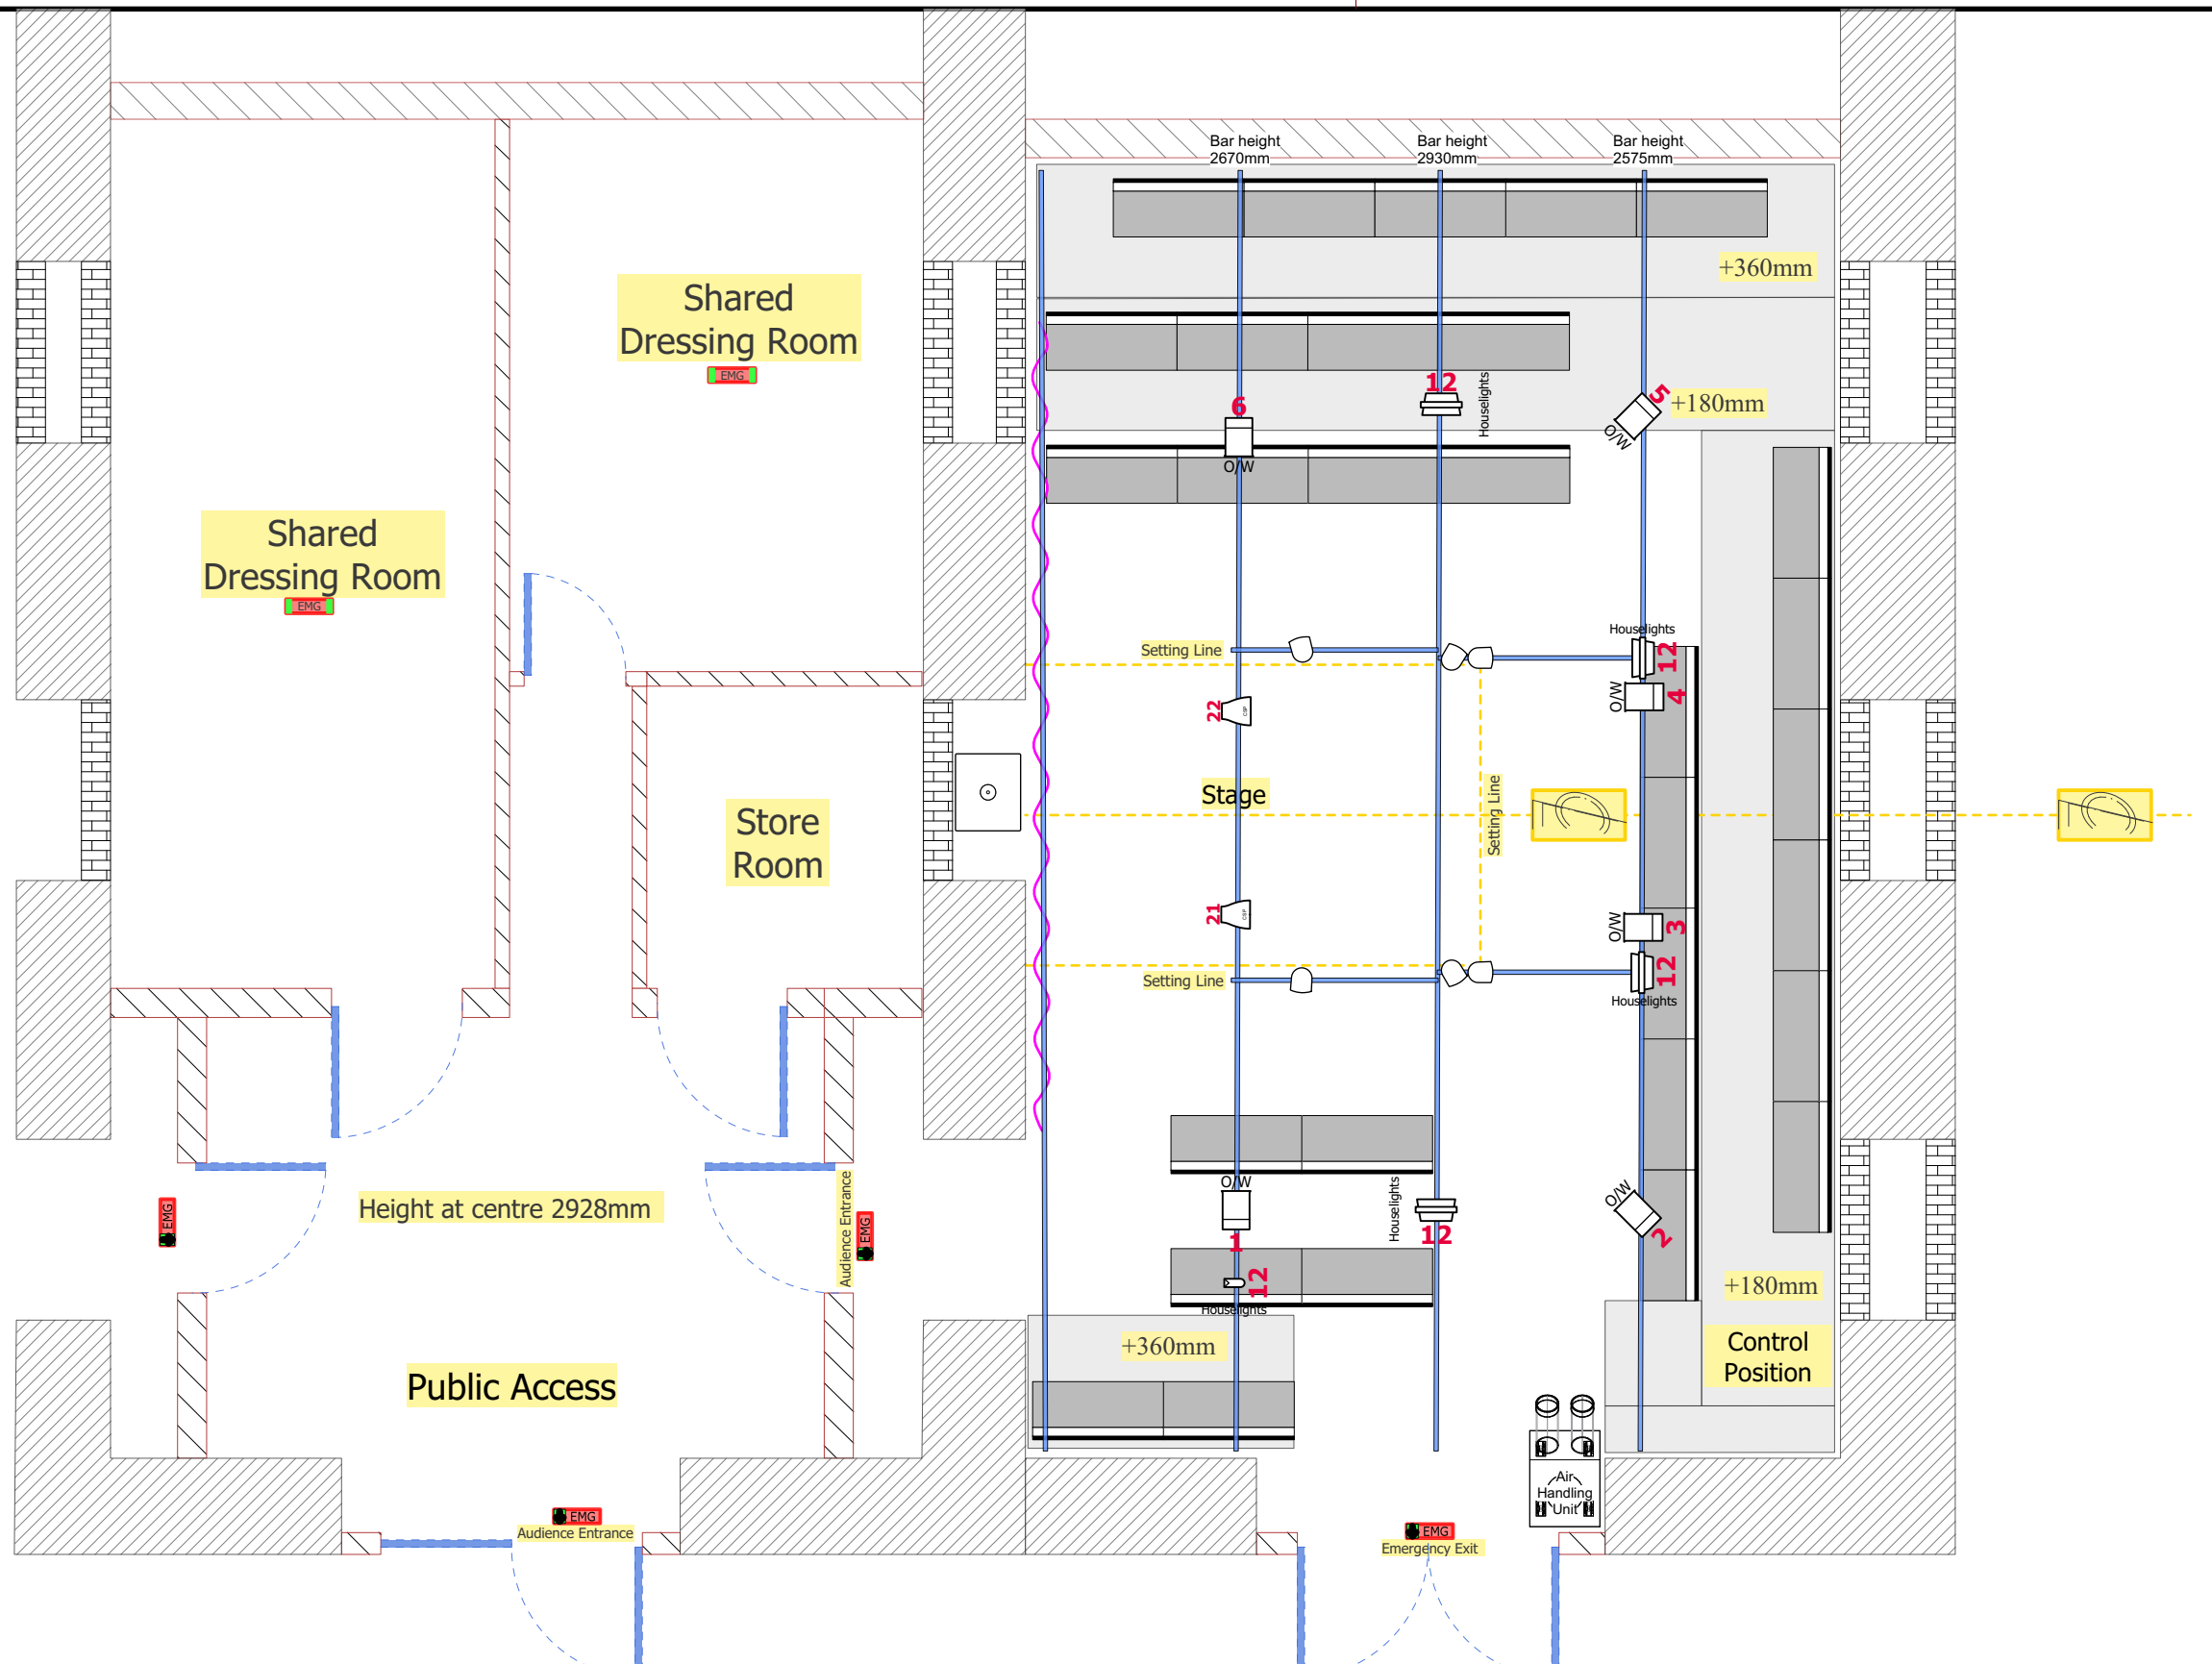 Bar height
2670mm
Bar height
2930mm
Bar height
2575mm
+360mm
Shared
Dressing Room
EMG
12
Houselights
6
O/W
5
O/W
+180mm
Shared
Dressing Room
EMG
Setting Line
Houselights
12
O/W
4
22
CSP
Stage
Setting Line
Store
Room
21
CSP
O/W
3
12
Houselights
Setting Line
Height at centre 2928mm
EMG
Audience Entrance
EMG
O/W
1
Houselights
12
O/W
2
12
Houselights
+180mm
+360mm
Control
Position
Public Access
Air
Handling
Unit
EMG
Audience Entrance
EMG
Emergency Exit